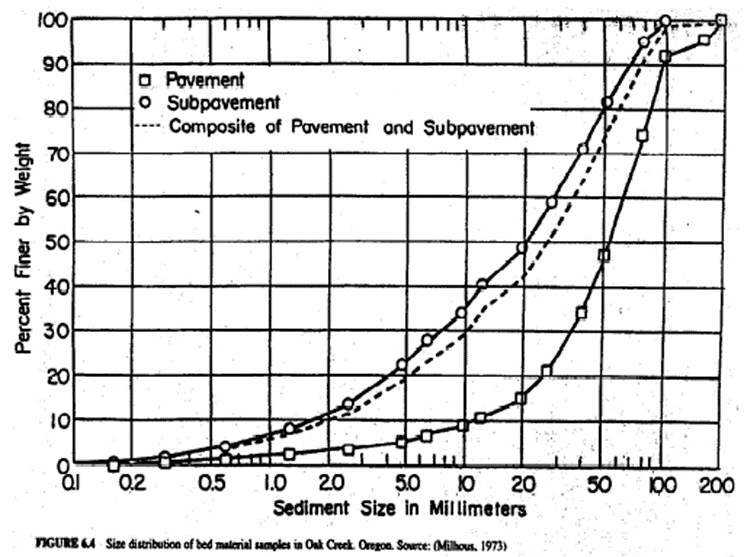 100
90
80
70
60
50
40
30
20
10
0
Percent Finer by Weight
Pavement
Subpavement
Composite of Pavement and Subpavement
0.1 0.2 0.5 1.0 2.0 5.0 10 20 50 100 200
Sediment Size in Millimeters
FIGURE 6.4 Size distribution of bed material samples in Oak Creek. Oregon. Source: (Milhous, 1973)